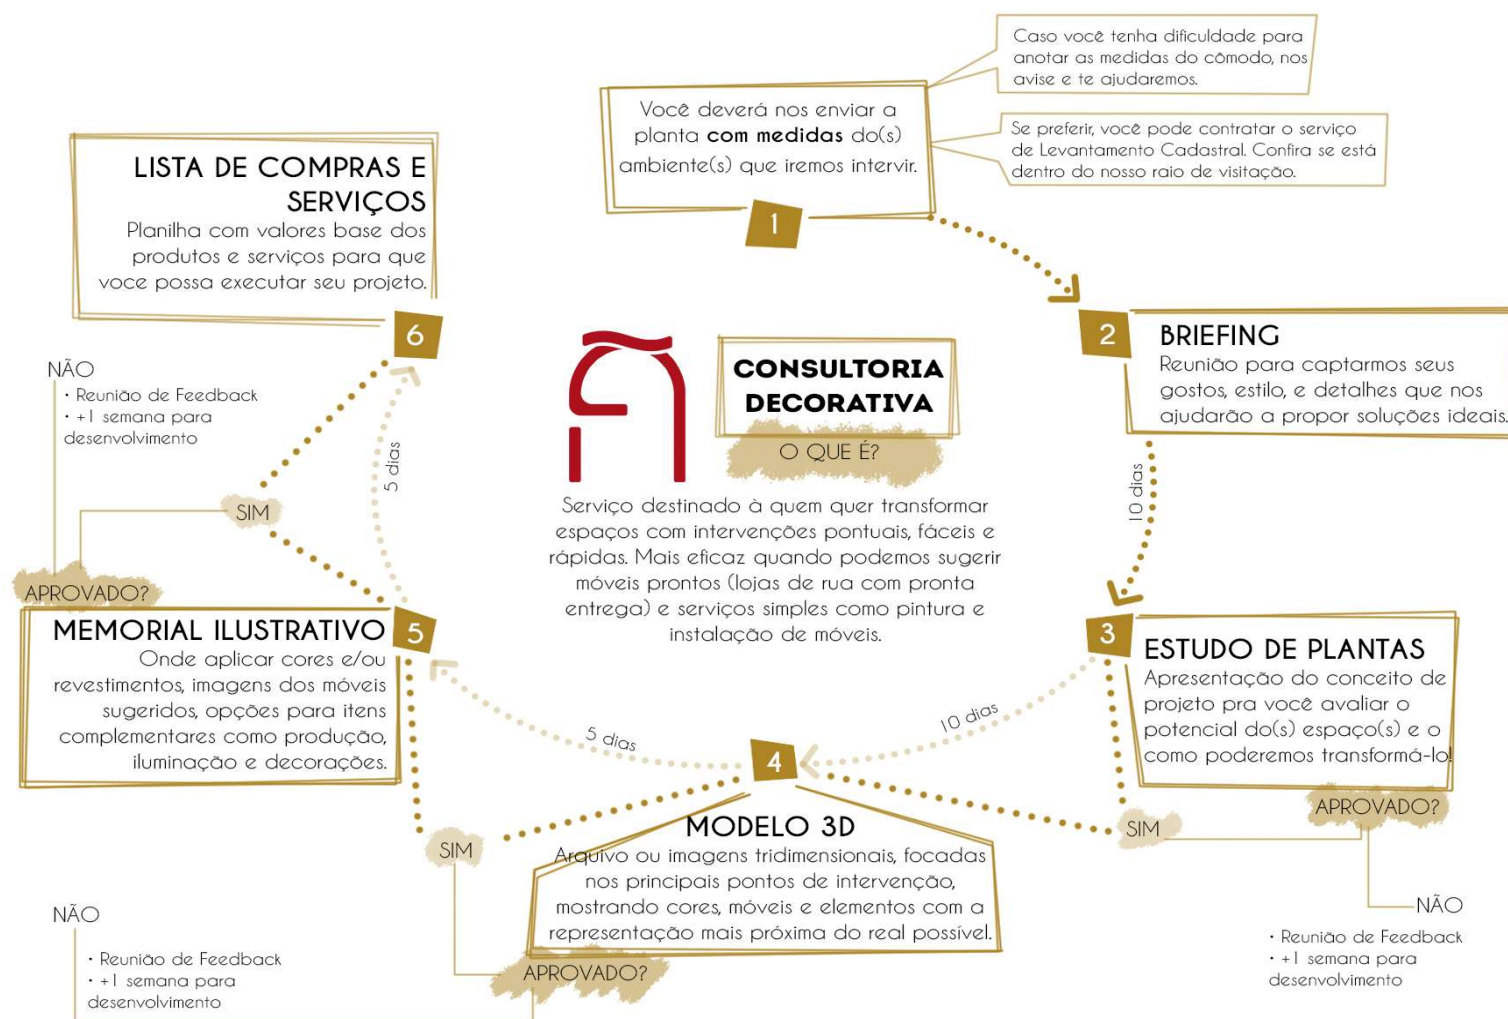 Caso você tenha dificuldade para
anotar as medidas do cômodo, nos
avise e te ajudaremos.
Você deverá nos enviar a
planta com medidas do(s)
ambiente(s) que iremos intervir.
Se preferir, você pode contratar o serviço
de Levantamento Cadastral. Confira se está
dentro do nosso raio de visitação.
1
2
BRIEFING
Reunião para captarmos seus
gostos, estilo, e detalhes que nos
ajudarão a propor soluções ideais.
10 dias
3
ESTUDO DE PLANTAS
Apresentação do conceito de
projeto pra você avaliar o
potencial do(s) espaço(s) e o
como poderemos transformá-lo!
APROVADO?
SIM
NÃO
• Reunião de Feedback
• +1 semana para
desenvolvimento
10 dias
4
MODELO 3D
Arquivo ou imagens tridimensionais, focadas
nos principais pontos de intervenção,
mostrando cores, móveis e elementos com a
representação mais próxima do real possível.
APROVADO?
SIM
NÃO
• Reunião de Feedback
• +1 semana para
desenvolvimento
5 dias
5
MEMORIAL ILUSTRATIVO
Onde aplicar cores e/ou
revestimentos, imagens dos móveis
sugeridos, opções para itens
complementares como produção,
iluminação e decorações.
APROVADO?
SIM
NÃO
• Reunião de Feedback
• +1 semana para
desenvolvimento
5 dias
6
LISTA DE COMPRAS E
SERVIÇOS
Planilha com valores base dos
produtos e serviços para que
voce possa executar seu projeto.
CONSULTORIA
DECORATIVA
O QUE É?
Serviço destinado à quem quer transformar
espaços com intervenções pontuais, fáceis e
rápidas. Mais eficaz quando podemos sugerir
móveis prontos (lojas de rua com pronta
entrega) e serviços simples como pintura e
instalação de móveis.